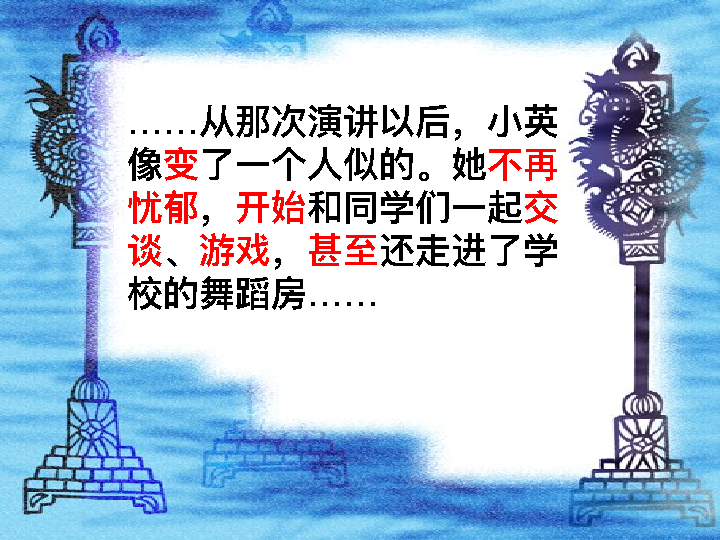 ……从那次演讲以后，小英
像变了一个人似的。她不再
忧郁，开始和同学们一起交
谈、游戏，甚至还走进了学
校的舞蹈房……